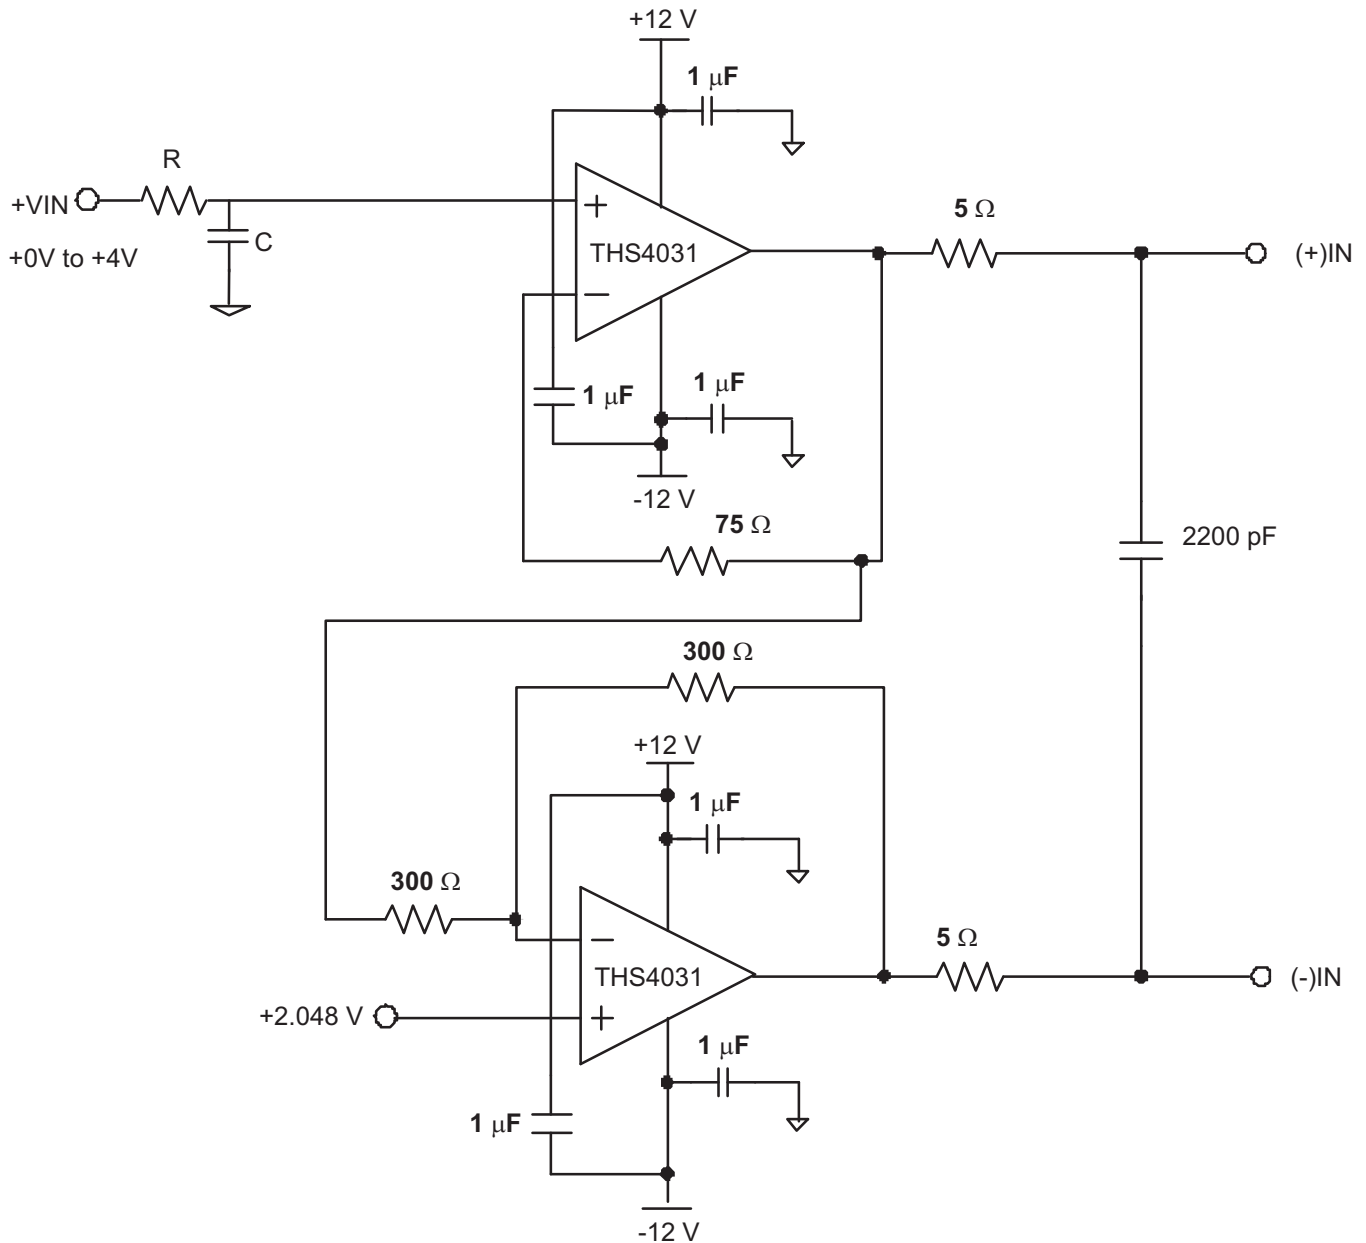 +12 V
1 μF
R
+VIN
+0V to +4V
C
+
THS4031
−
5 Ω
(+)IN
1 μF
1 μF
-12 V
75 Ω
2200 pF
300 Ω
+12 V
1 μF
300 Ω
−
THS4031
+
5 Ω
(-)IN
+2.048 V
1 μF
1 μF
-12 V